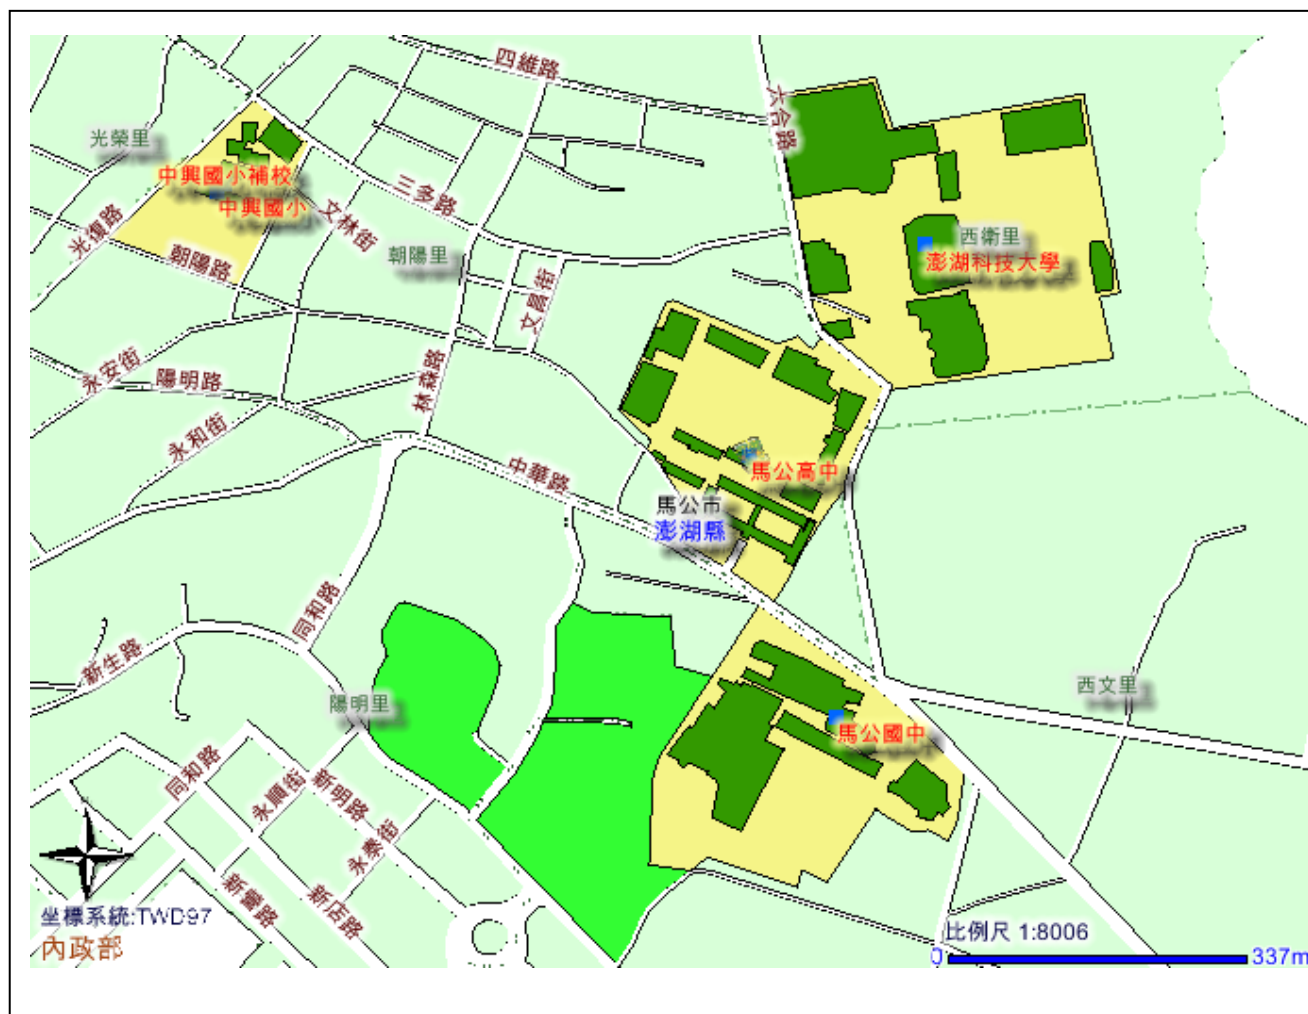 四維路
六合路
光榮里
中興國小補校
中興國小
三多路
文林街
光復路
朝陽路
朝陽里
西衛里
澎湖科技大學
文昌街
永安街
陽明路
林森路
永和街
中華路
馬公高中
馬公市
澎湖縣
同和路
新生路
陽明里
西文里
馬公國中
同和路
永順街
新明路
永泰街
新店路
坐標系統:TWD97
內政部
比例尺 1:8006
0
337m